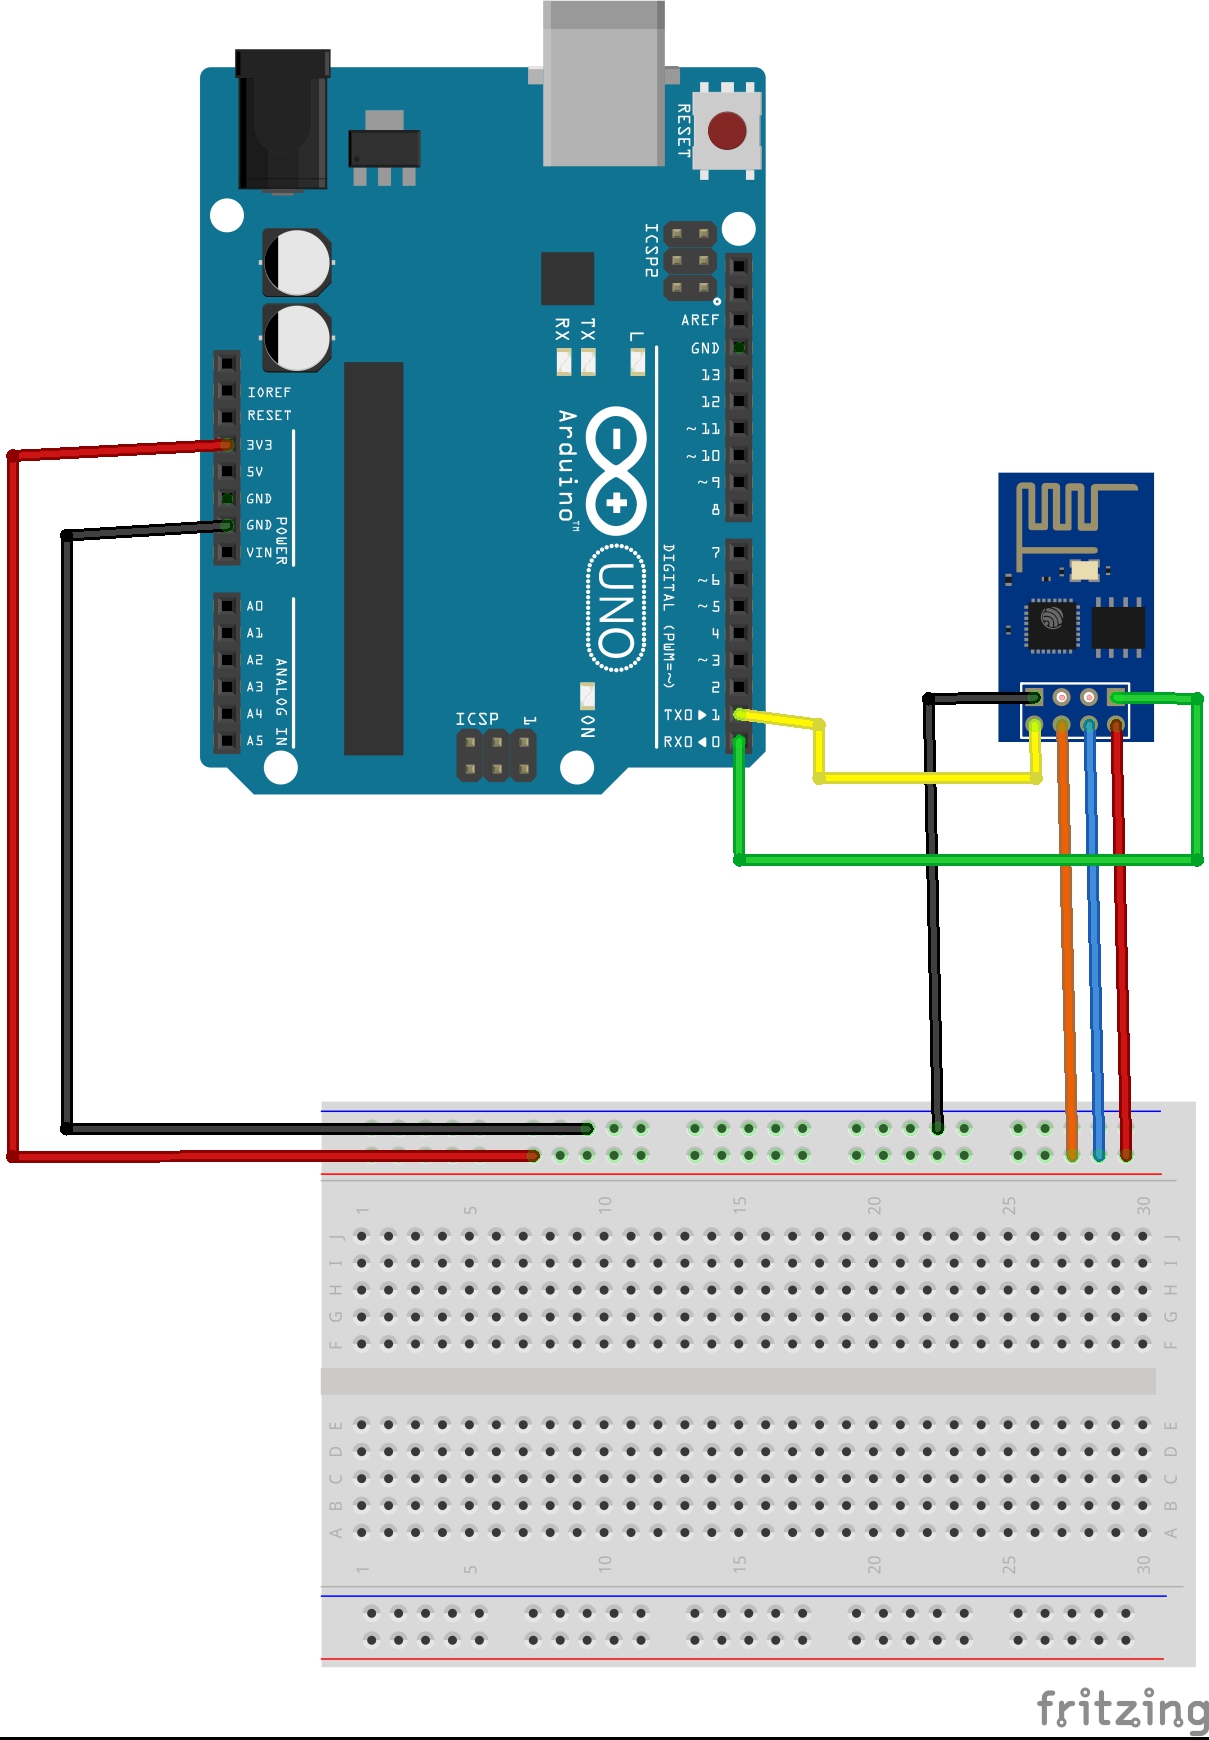 RESET
ICSP2
AREF
GND
13
12
~11
~10
~9
8
7
~6
~5
4
~3
2
TX0▶1
RX0◀0
DIGITAL (PWM=~)
RX
TX
L
Arduino™
UNO
ON
ICSP
1
IOREF
RESET
3V3
5V
GND
GND
VIN
POWER
A0
A1
A2
A3
A4
A5
ANALOG IN
1 5 10 15 20 25 30
J J
I I
H H
G G
F F
E E
D D
C C
B B
A A
1 5 10 15 20 25 30
fritzing